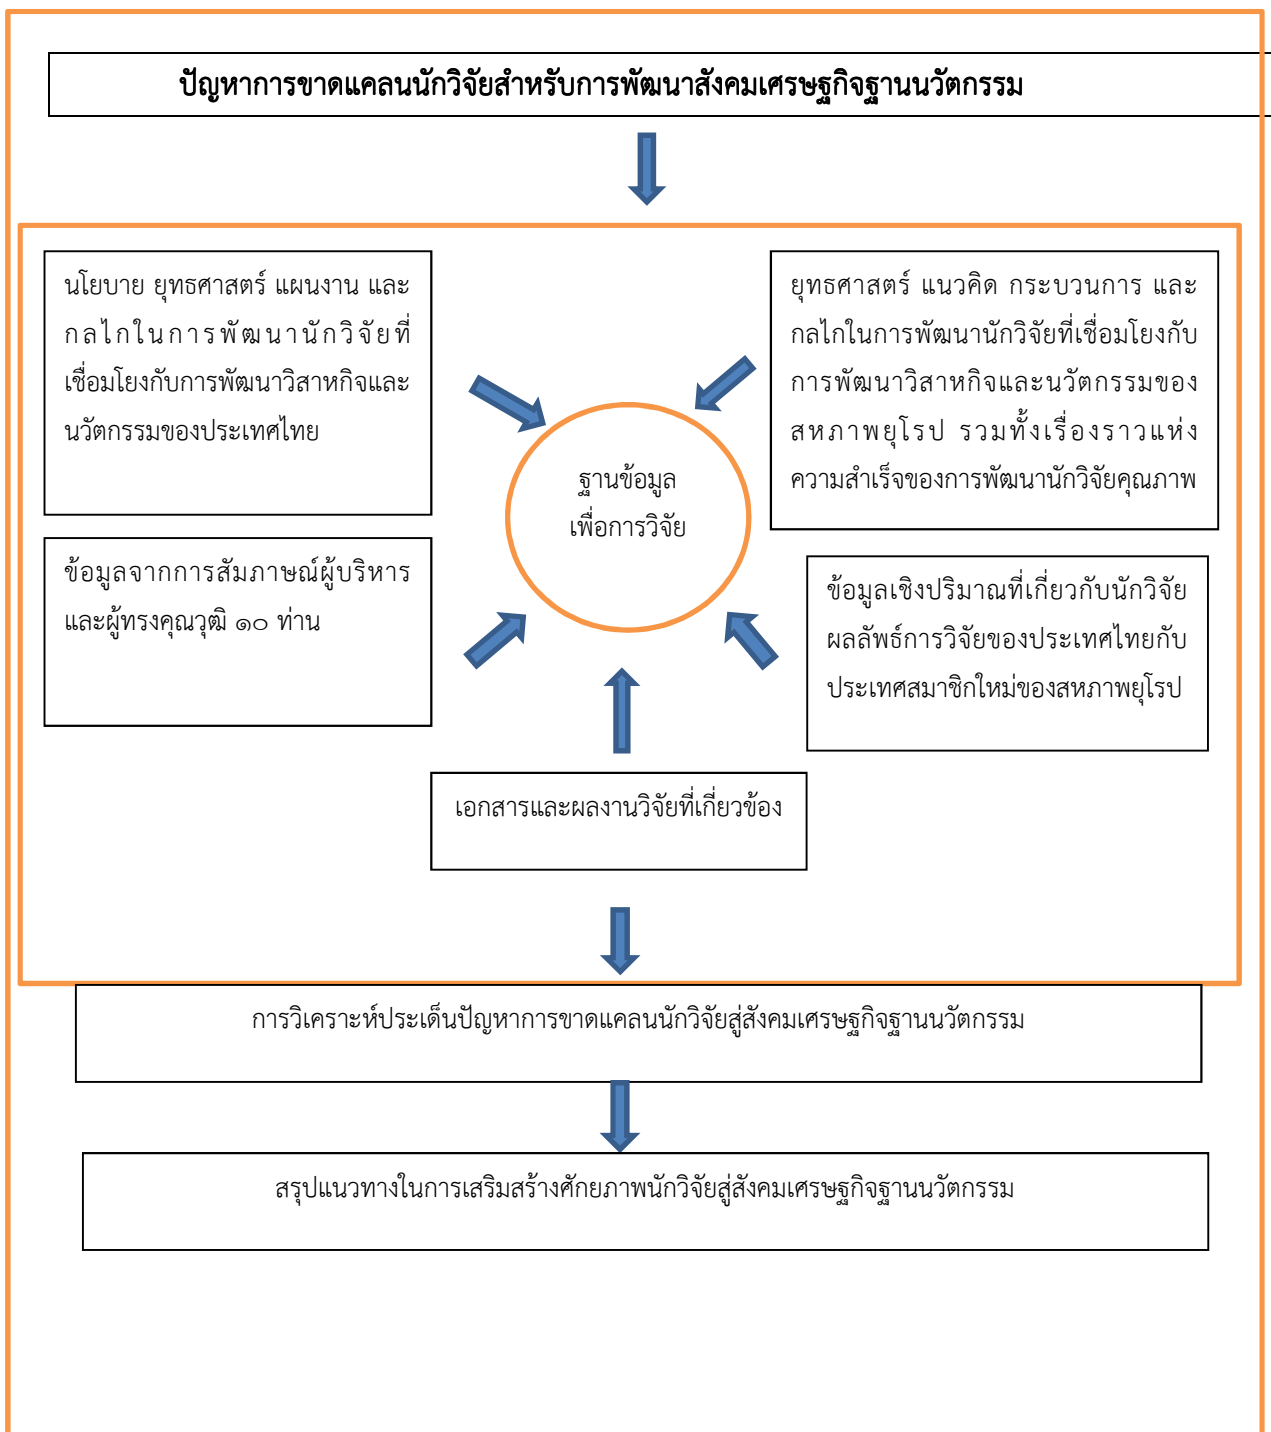 ปัญหาการขาดแคลนนักวิจัยสำหรับการพัฒนาสังคมเศรษฐกิจฐานนวัตกรรม
นโยบาย ยุทธศาสตร์ แผนงาน และ
กลไกในการพัฒนานักวิจัยที่
เชื่อมโยงกับการพัฒนาวิสาหกิจและ
นวัตกรรมของประเทศไทย
ยุทธศาสตร์ แนวคิด กระบวนการ และ
กลไกในการพัฒนานักวิจัยที่เชื่อมโยงกับ
การพัฒนาวิสาหกิจและนวัตกรรมของ
สหภาพยุโรป รวมทั้งเรื่องราวแห่ง
ความสำเร็จของการพัฒนานักวิจัยคุณภาพ
ฐานข้อมูล
เพื่อการวิจัย
ข้อมูลจากการสัมภาษณ์ผู้บริหาร
และผู้ทรงคุณวุฒิ ๑๐ ท่าน
ข้อมูลเชิงปริมาณที่เกี่ยวกับนักวิจัย
ผลลัพธ์การวิจัยของประเทศไทยกับ
ประเทศสมาชิกใหม่ของสหภาพยุโรป
เอกสารและผลงานวิจัยที่เกี่ยวข้อง
การวิเคราะห์ประเด็นปัญหาการขาดแคลนนักวิจัยสู่สังคมเศรษฐกิจฐานนวัตกรรม
สรุปแนวทางในการเสริมสร้างศักยภาพนักวิจัยสู่สังคมเศรษฐกิจฐานนวัตกรรม